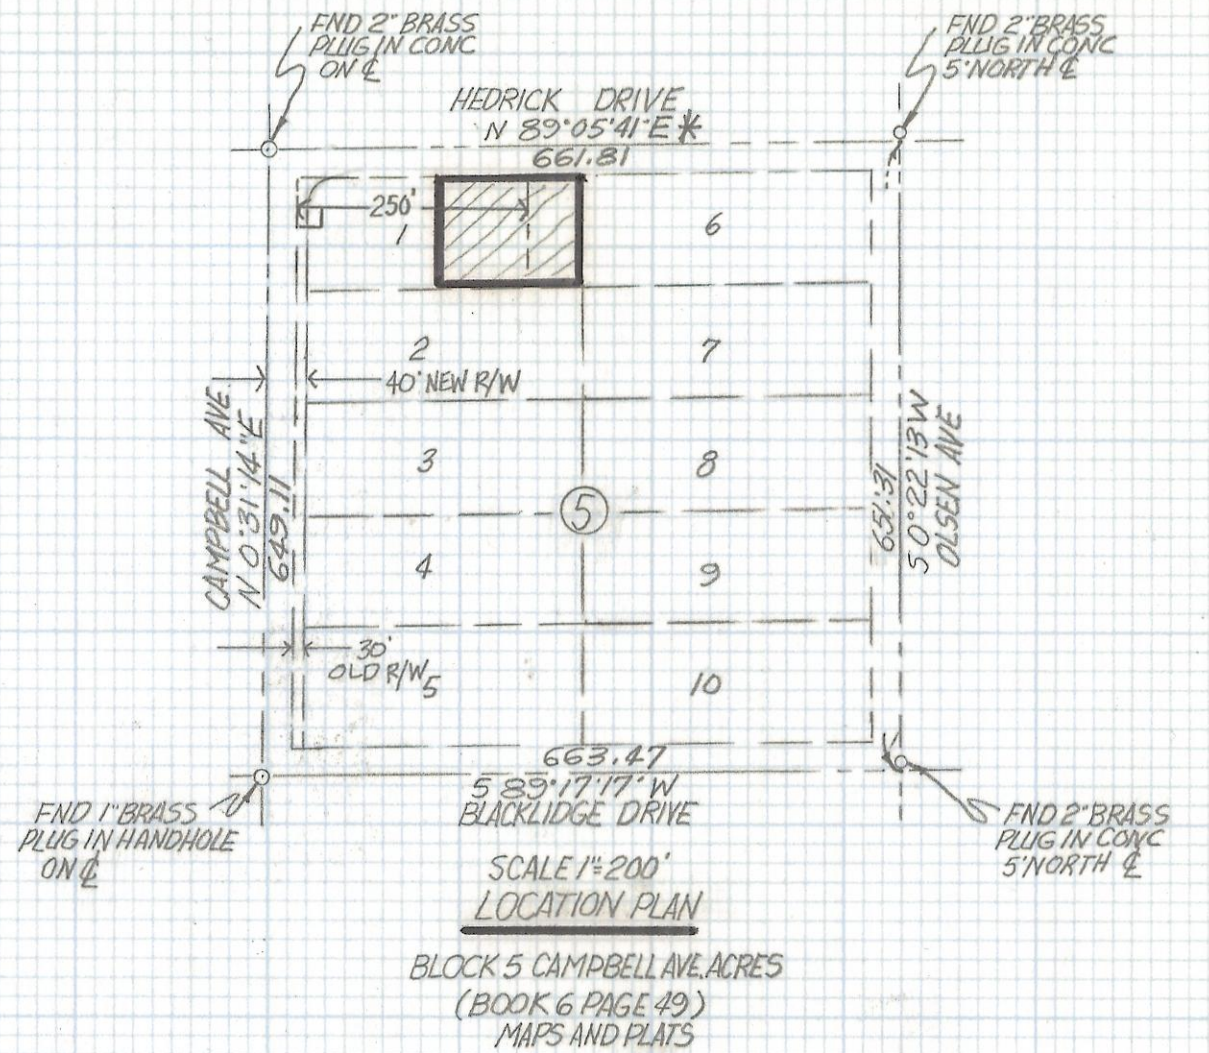 FND 2" BRASS
PLUG IN CONC
ON ℄
FND 2" BRASS
PLUG IN CONC
5' NORTH ℄
HEDRICK DRIVE
N 89°05'41"E *
661.81
250'
1
6
2
7
40' NEW R/W
CAMPBELL AVE.
N 0°31'14"E
649.11
3
8
5
651.31
S 0°22'13 W
OLSEN AVE
4
9
30'
OLD R/W
5
10
663.47
S 89°17'17" W
BLACKLIDGE DRIVE
FND 1" BRASS
PLUG IN HANDHOLE
ON ℄
FND 2" BRASS
PLUG IN CONC
5' NORTH ℄
SCALE 1"=200'
LOCATION PLAN
BLOCK 5 CAMPBELL AVE. ACRES
(BOOK 6 PAGE 49)
MAPS AND PLATS